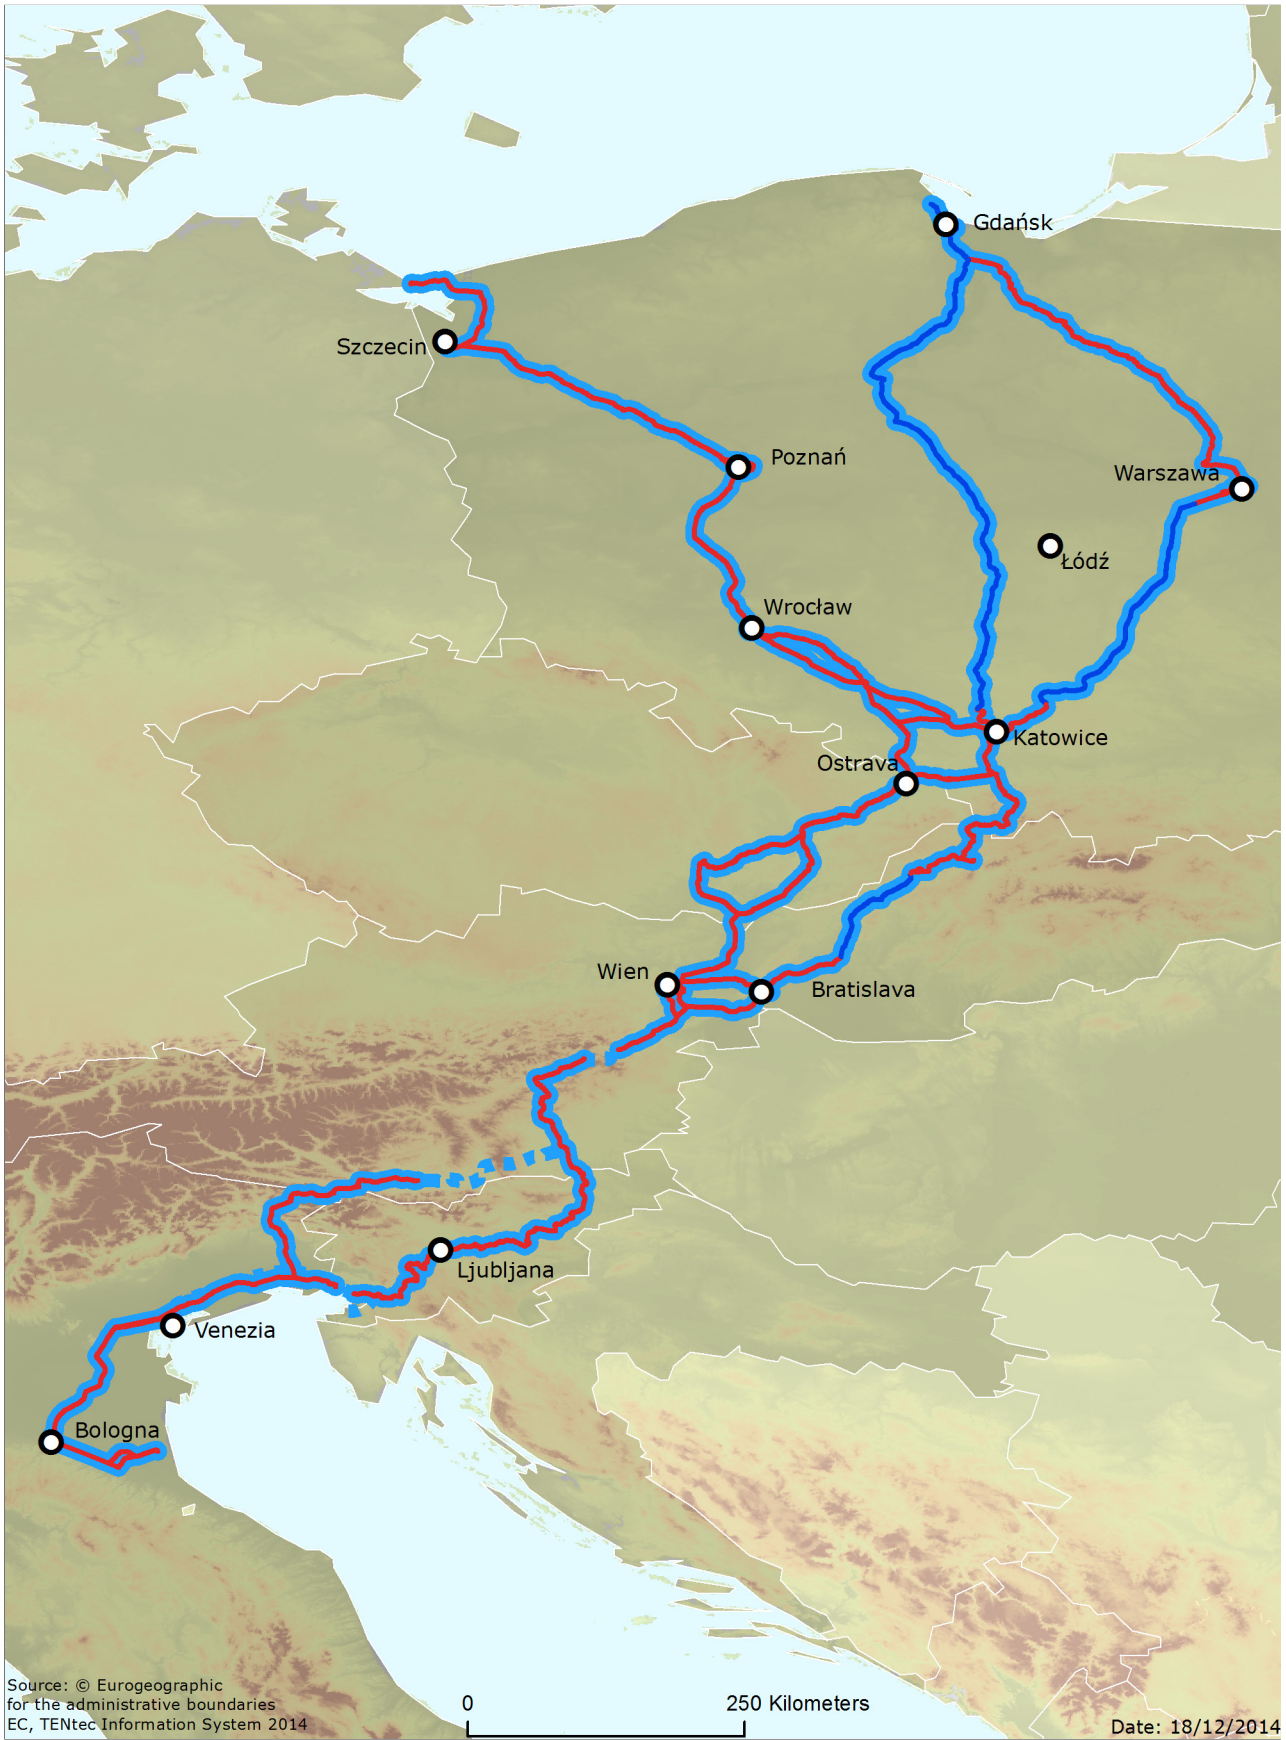 Gdańsk
Szczecin
Poznań
Warszawa
Łódź
Wrocław
Katowice
Ostrava
Wien
Bratislava
Ljubljana
Venezia
Bologna
Source: © Eurogeographic
for the administrative boundaries
EC, TENtec Information System 2014
0 250 Kilometers
Date: 18/12/2014